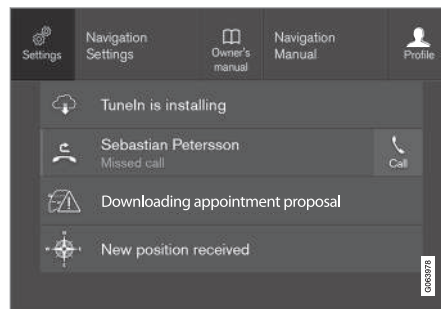 Settings
Navigation
Settings
Owner's
manual
Navigation
Manual
Profile
TuneIn is installing
Sebastian Petersson
Missed call
Call
Downloading appointment proposal
New position received
G063978